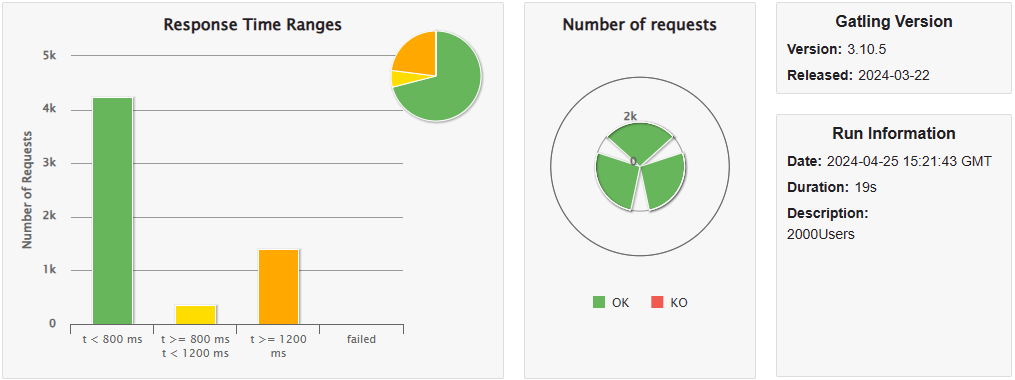 Response Time Ranges
Number of Requests
5k
4k
3k
2k
1k
0
t < 800 ms
t >= 800 ms
t < 1200 ms
t >= 1200
ms
failed
Number of requests
2k
0
OK
KO
Gatling Version
Version: 3.10.5
Released: 2024-03-22
Run Information
Date: 2024-04-25 15:21:43 GMT
Duration: 19s
Description:
2000Users